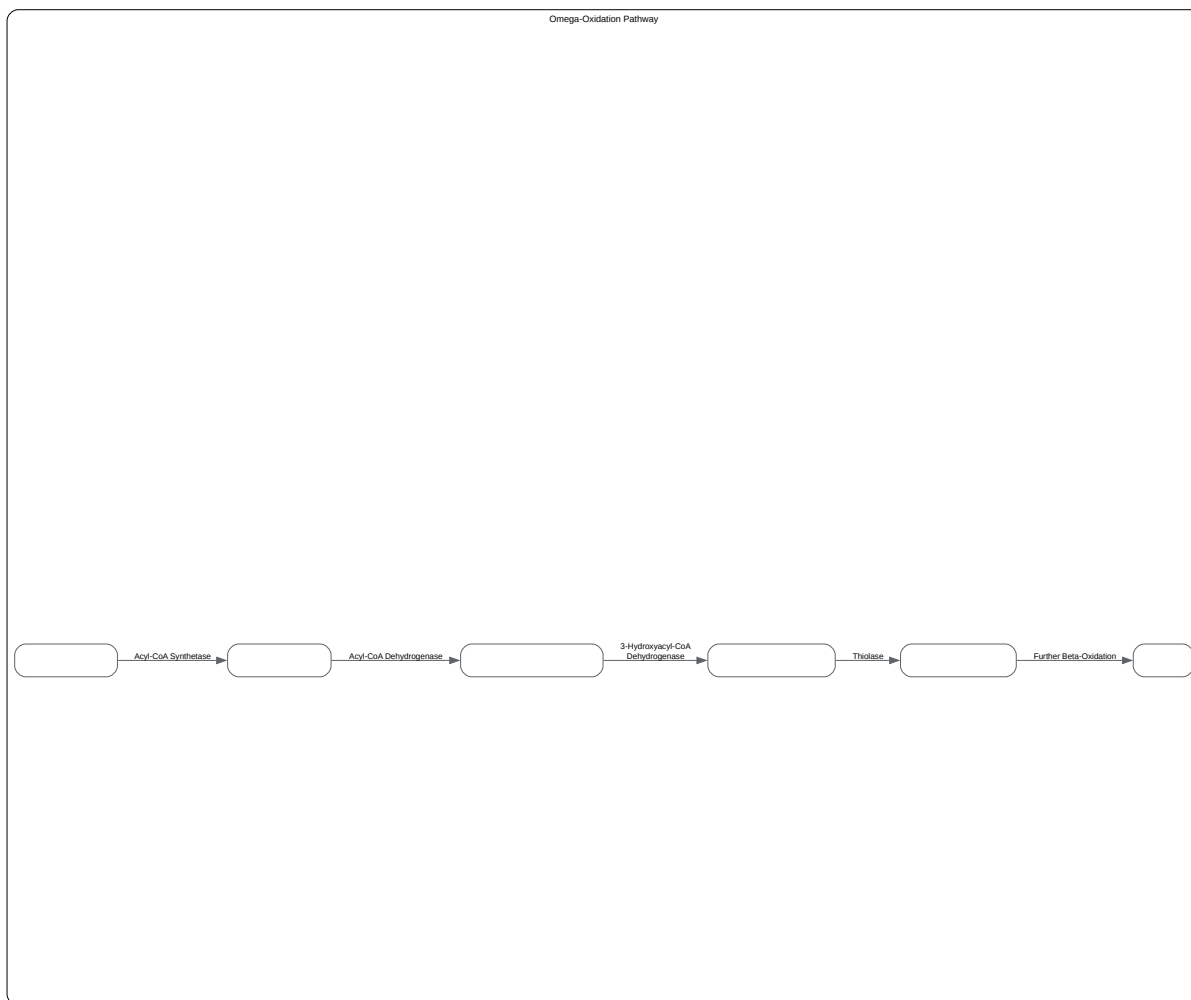 Omega-Oxidation Pathway
Acyl-CoA Synthetase
Acyl-CoA Dehydrogenase
3-Hydroxyacyl-CoA
Dehydrogenase
Thiolase
Further Beta-Oxidation